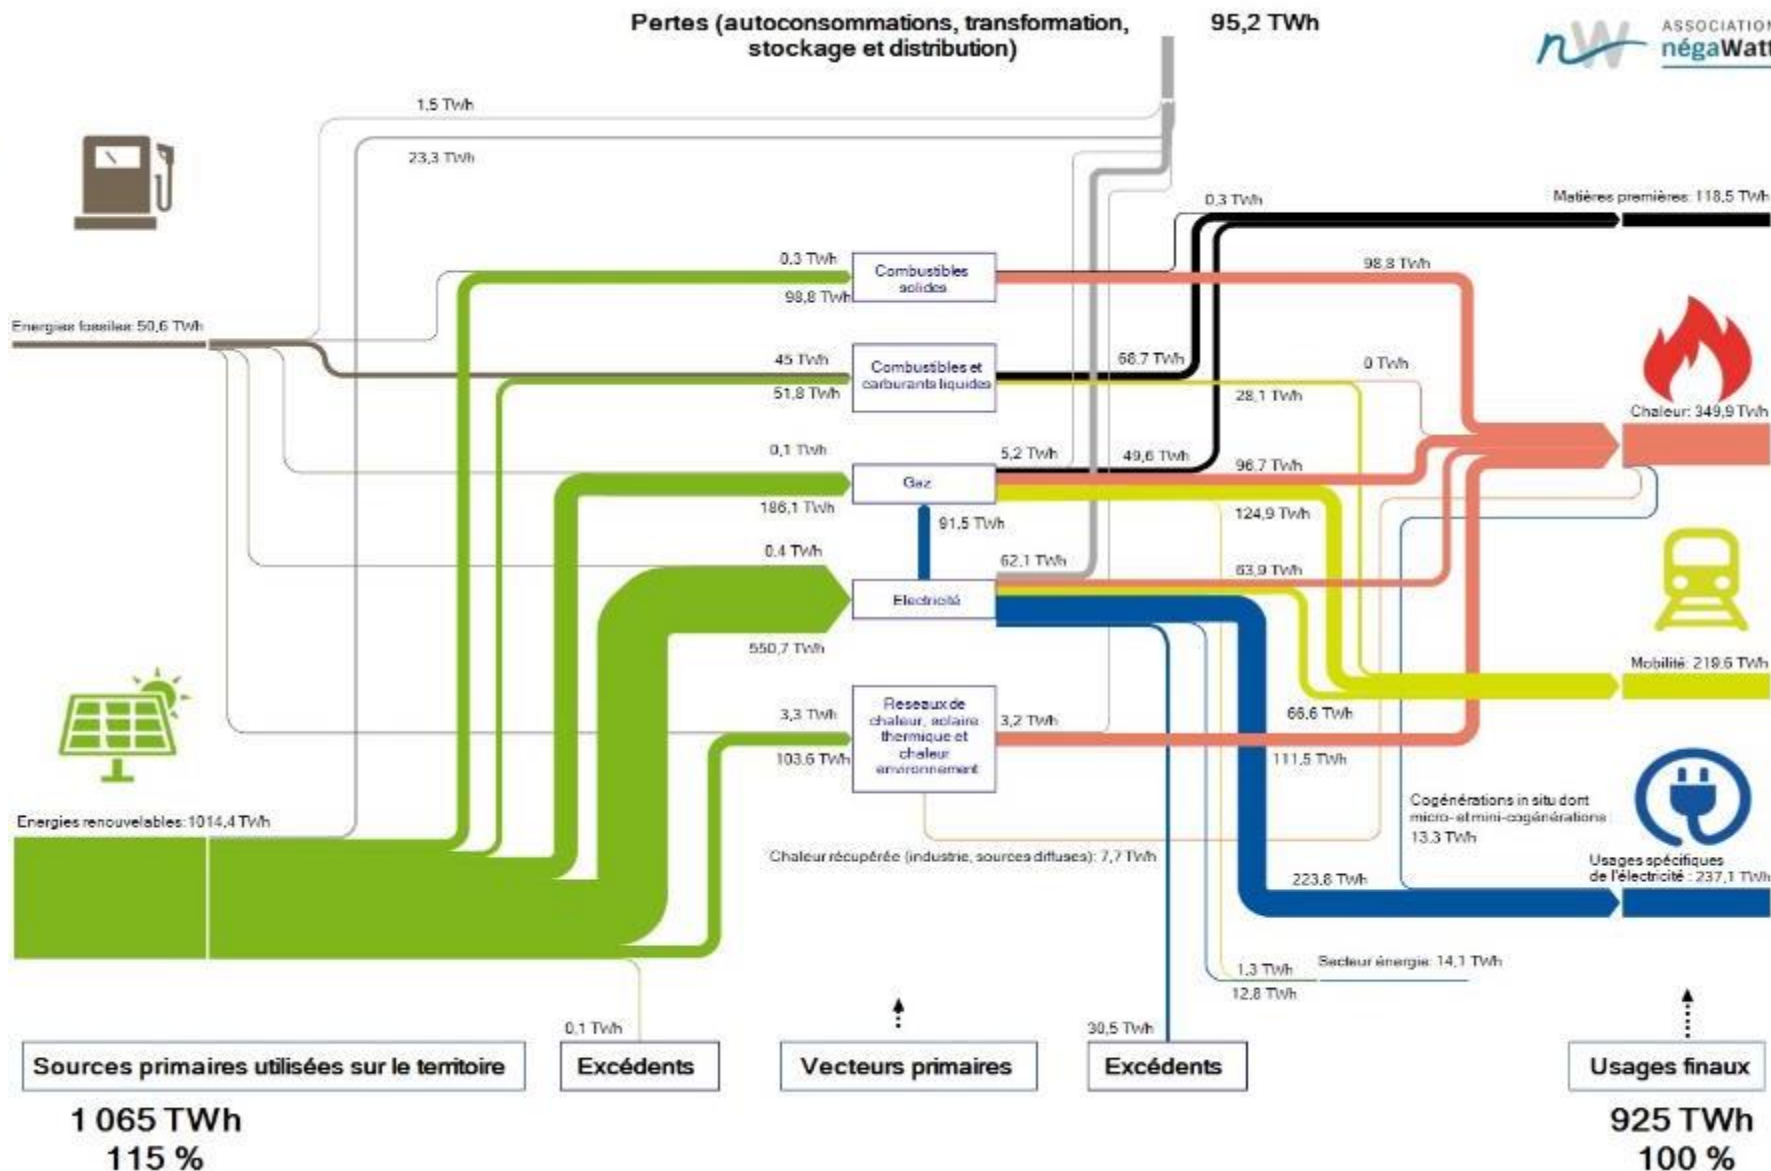 Pertes (autoconsommations, transformation,
stockage et distribution)
95,2 TWh
ASSOCIATION
négaWatt
1,5 TWh
23,3 TWh
0,3 TWh
Matières premières: 118,5 TWh
0,3 TWh
98,8 TWh
Combustibles
solides
98,8 TWh
Energies fossiles: 50,6 TWh
45 TWh
51,8 TWh
Combustibles et
carburants liquides
68,7 TWh
0 TWh
28,1 TWh
Chaleur: 349,9 TWh
0,1 TWh
186,1 TWh
Gaz
5,2 TWh
49,6 TWh
96,7 TWh
124,9 TWh
91,5 TWh
0,4 TWh
550,7 TWh
Electricité
62,1 TWh
63,9 TWh
66,6 TWh
Mobilité: 219,6 TWh
3,3 TWh
103,6 TWh
Reseaux de
chaleur, solaire
thermique et
chaleur
environnement
3,2 TWh
111,5 TWh
Energies renouvelables: 1014,4 TWh
Cogénérations in situ dont
micro- et mini-cogénérations :
13,3 TWh
Chaleur récupérée (industrie, sources diffuses): 7,7 TWh
223,8 TWh
Usages spécifiques
de l'électricité : 237,1 TWh
1,3 TWh
12,8 TWh
Secteur énergie: 14,1 TWh
0,1 TWh
30,5 TWh
Sources primaires utilisées sur le territoire
Excédents
Vecteurs primaires
Excédents
Usages finaux
1 065 TWh
115 %
925 TWh
100 %